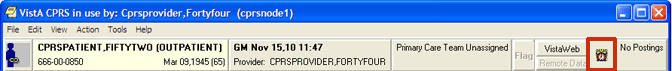 VistA CPRS in use by: Cprsprovider,Fortyfour (cprsnode1)
File Edit View Action Tools Help
CPRSPATIENT,FIFTYTWO (OUTPATIENT) GM Nov 15,10 11:47 Primary Care Team Unassigned Flag VistaWeb No Postings
666-00-0850 Mar 09,1945 (65) Provider: CPRSPROVIDER,FORTYFOUR Remote Data